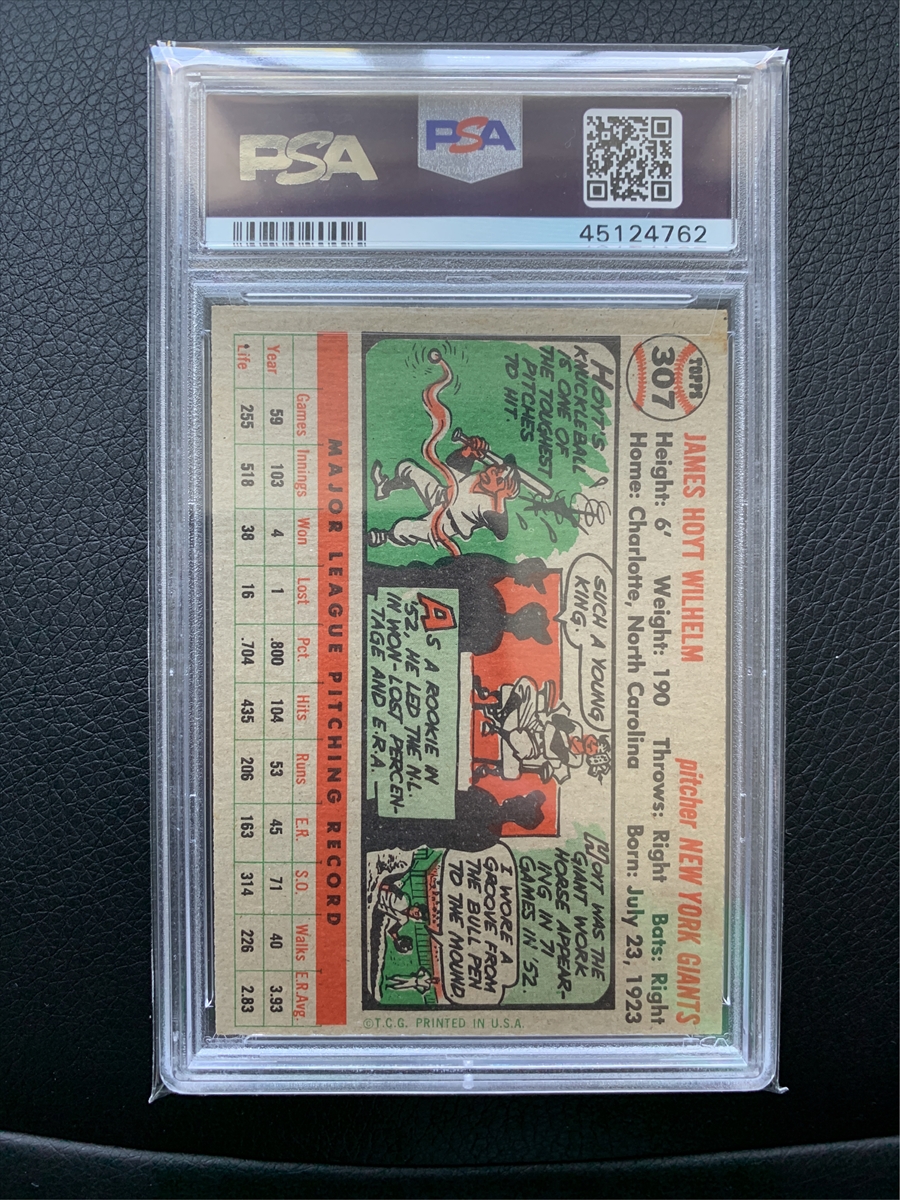 PSA
PSA
45124762
TOPPS
307
JAMES HOYT WILHELM pitcher NEW YORK GIANTS
Height: 6' Weight: 190 Throws: Right Bats: Right
Home: Charlotte, North Carolina Born: July 23, 1923
HOYT'S
KNUCKLEBALL
IS ONE OF
THE TOUGHEST
PITCHES
TO HIT.
SUCH A YOUNG
KING.
AS A ROOKIE IN
'52, HE LED THE N.L.
IN WON-LOST PERCEN-
TAGE AND E.R.A.
HOYT WAS THE
GIANT WORK
HORSE APPEAR-
ING IN 71
GAMES IN '52.
I WORE A
GROOVE FROM
THE BULL PEN
TO THE MOUND.
MAJOR LEAGUE PITCHING RECORD
Year Games Innings Won Lost Pct. Hits Runs E.R. S.O. Walks E.R.Avg.
Year 59 103 4 1 .800 104 53 45 71 40 3.93
Life 255 518 38 16 .704 435 206 163 314 226 2.83
©T.C.G. PRINTED IN U.S.A.